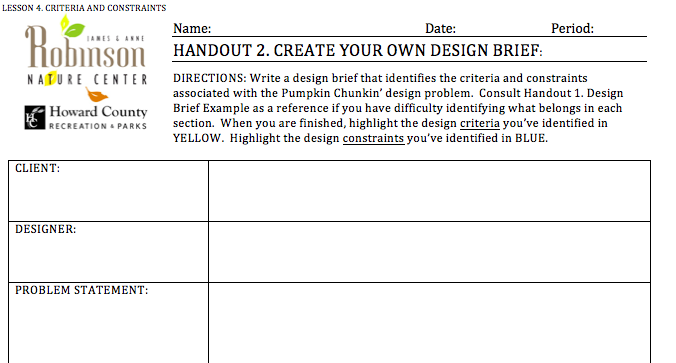 LESSON 4. CRITERIA AND CONSTRAINTS
JAMES & ANNE
Robinson
NATURE CENTER
Howard County
RECREATION & PARKS
Name: Date: Period:
HANDOUT 2. CREATE YOUR OWN DESIGN BRIEF:
DIRECTIONS: Write a design brief that identifies the criteria and constraints
associated with the Pumpkin Chunkin' design problem. Consult Handout 1. Design
Brief Example as a reference if you have difficulty identifying what belongs in each
section. When you are finished, highlight the design criteria you've identified in
YELLOW. Highlight the design constraints you've identified in BLUE.
CLIENT:
DESIGNER:
PROBLEM STATEMENT: